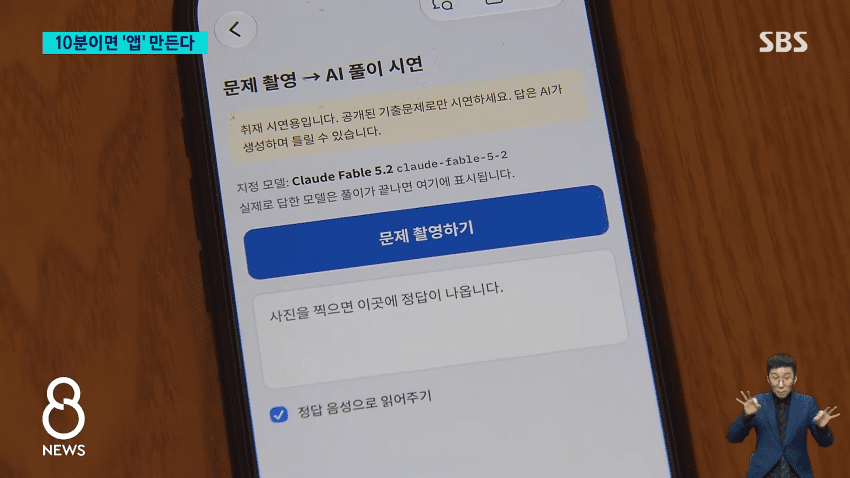 10분이면 '앱' 만든다
SBS
문제 촬영 → AI 풀이 시연
취재 시연용입니다. 공개된 기출문제로만 시연하세요. 답은 AI가
생성하며 틀릴 수 있습니다.
지정 모델: Claude Fable 5.2 claude-fable-5-2
실제로 답한 모델은 풀이가 끝나면 여기에 표시됩니다.
문제 촬영하기
사진을 찍으면 이곳에 정답이 나옵니다.
정답 음성으로 읽어주기
8
NEWS